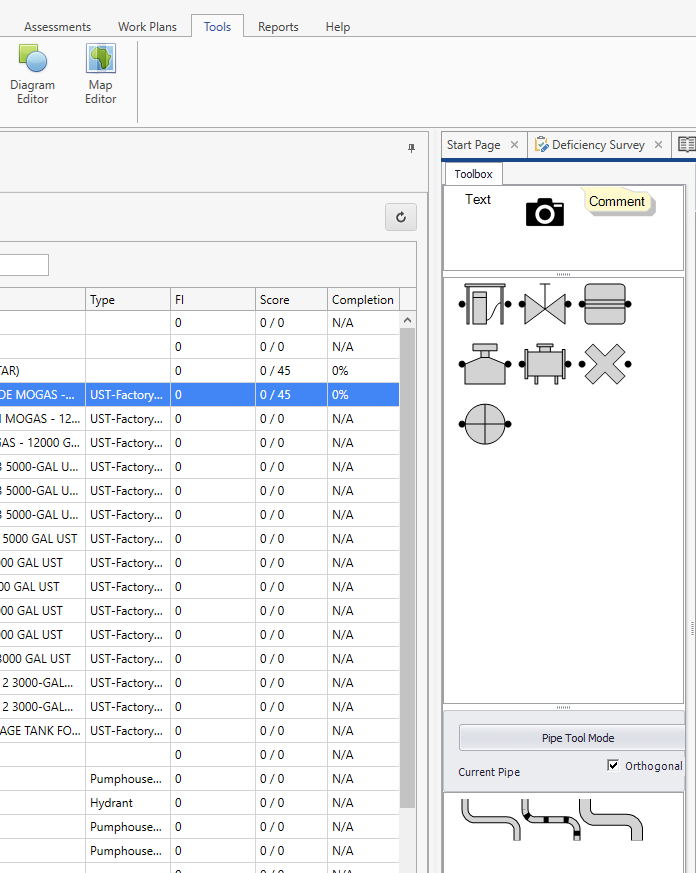 Assessments Work Plans Tools Reports Help
Diagram Editor
Map Editor
Start Page
Deficiency Survey
Toolbox
Text
Comment
Type FI Score Completion
0 0 / 0 N/A
0 0 / 0 N/A
TAR) 0 0 / 45 0%
DE MOGAS -... UST-Factory... 0 0 / 45 0%
MOGAS - 12... UST-Factory... 0 0 / 0 N/A
GAS - 12000 G... UST-Factory... 0 0 / 0 N/A
5000-GAL U... UST-Factory... 0 0 / 0 N/A
5000-GAL U... UST-Factory... 0 0 / 0 N/A
5000-GAL U... UST-Factory... 0 0 / 0 N/A
5000 GAL UST UST-Factory... 0 0 / 0 N/A
00 GAL UST UST-Factory... 0 0 / 0 N/A
00 GAL UST UST-Factory... 0 0 / 0 N/A
00 GAL UST UST-Factory... 0 0 / 0 N/A
00 GAL UST UST-Factory... 0 0 / 0 N/A
3000 GAL UST UST-Factory... 0 0 / 0 N/A
2 3000-GAL... UST-Factory... 0 0 / 0 N/A
2 3000-GAL... UST-Factory... 0 0 / 0 N/A
AGE TANK FO... UST-Factory... 0 0 / 0 N/A
0 0 / 0 N/A
Pumphouse... 0 0 / 0 N/A
Hydrant 0 0 / 0 N/A
Pumphouse... 0 0 / 0 N/A
Pumphouse... 0 0 / 0 N/A
Pipe Tool Mode
Orthogonal
Current Pipe